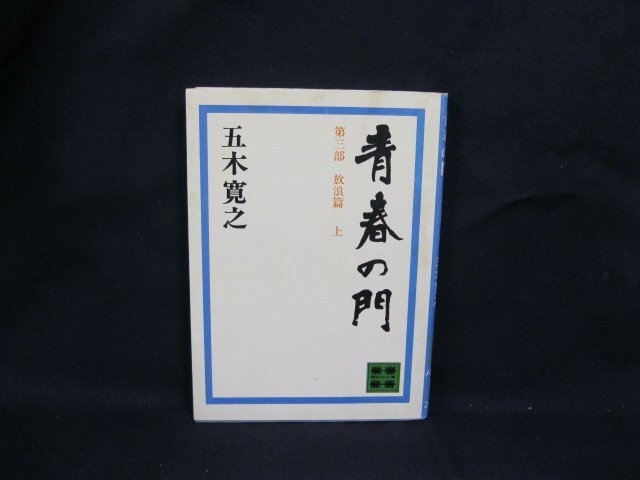 青春の門
第三部 放浪篇 上
五木寛之